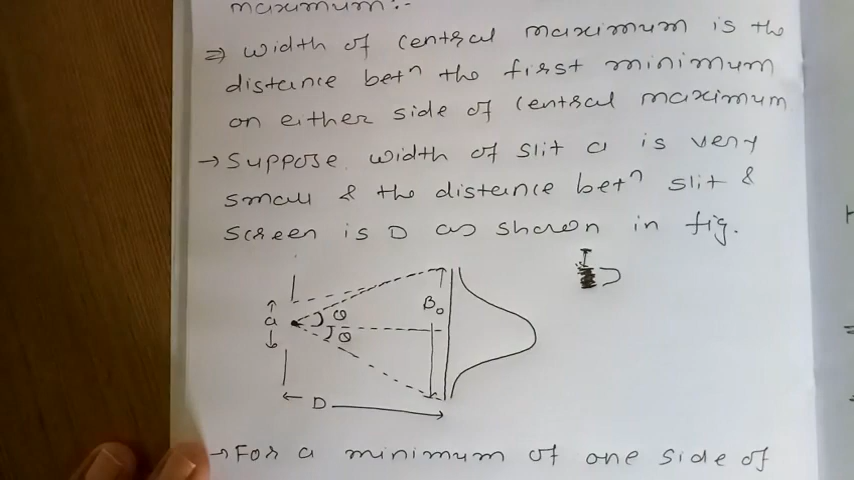 maximum:-
⇒ width of central maximum is the
distance betⁿ the first minimum
on either side of central maximum
→ Suppose width of slit a is very
small & the distance betⁿ slit &
screen is D as shown in fig.
a
θ
θ
B₀
D
→ For a minimum of one side of